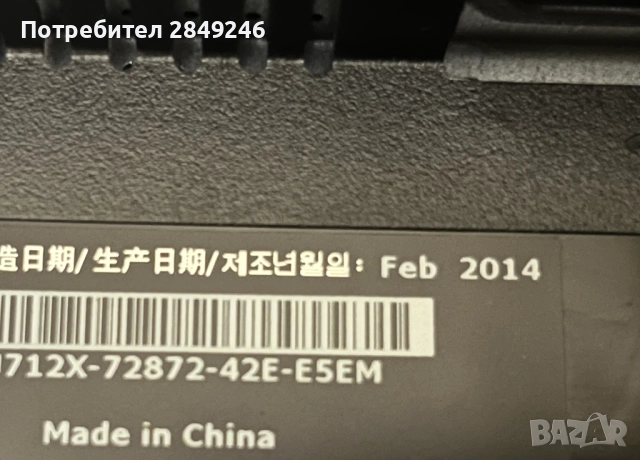 Потребител 2849246
造日期/生产日期/제조년월일: Feb 2014
712X-72872-42E-E5EM
Made in China
BAZAR